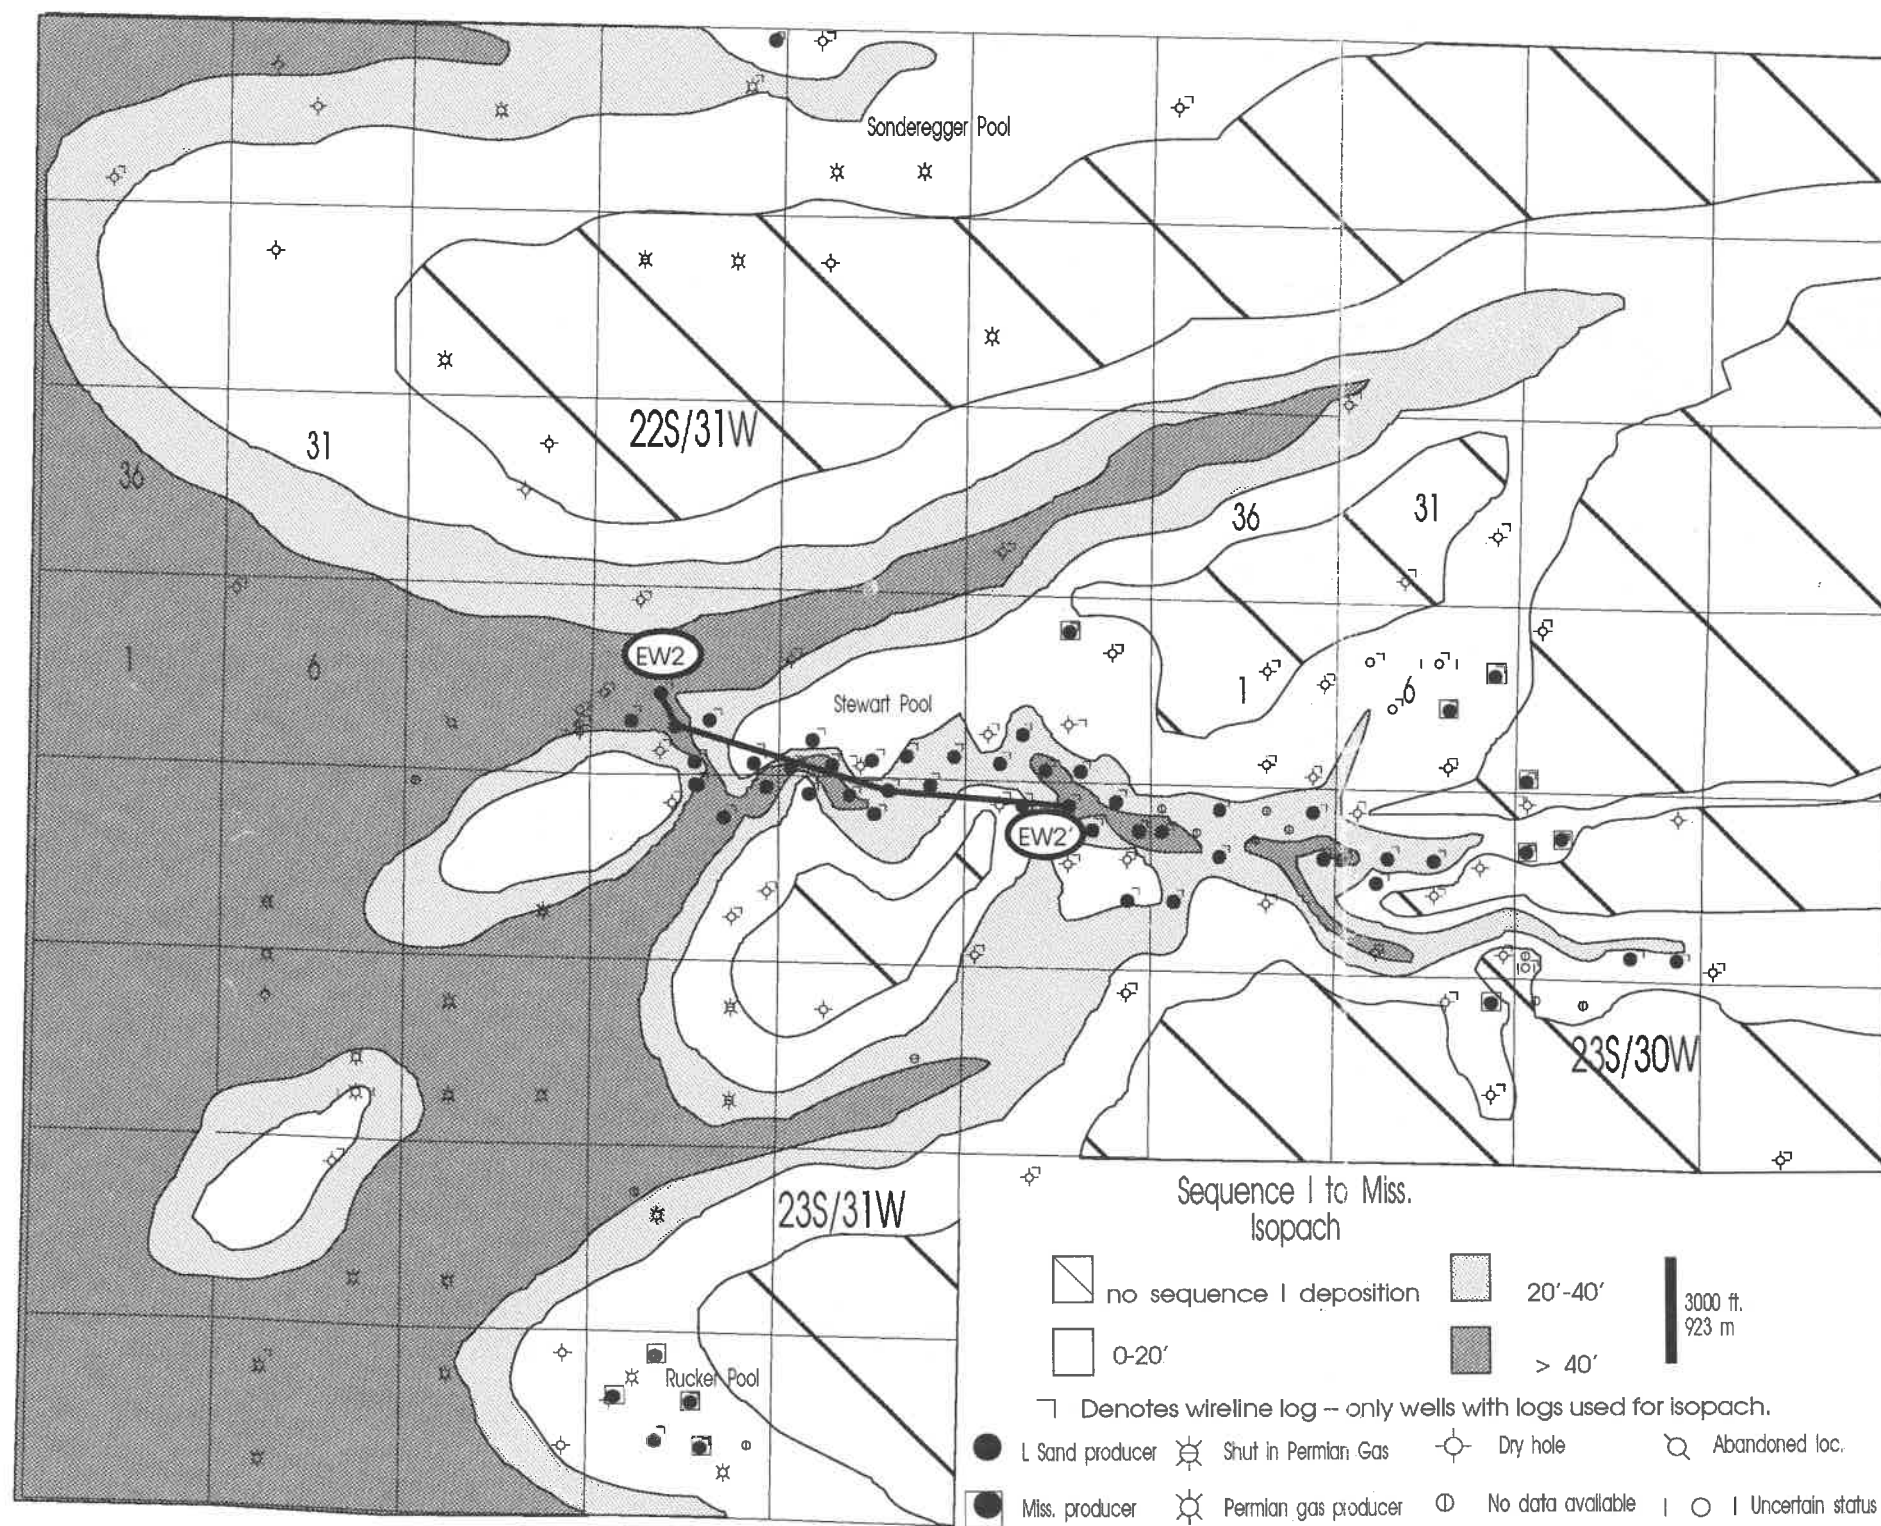 Sonderegger Pool
22S/31W
31
36
36
31
1
6
EW2
1
6
Stewart Pool
EW2'
23S/30W
23S/31W
Rucker Pool
Sequence I to Miss.
Isopach
no sequence I deposition
20'-40'
0-20'
> 40'
3000 ft.
923 m
Denotes wireline log – only wells with logs used for isopach.
L Sand producer
Shut in Permian Gas
Dry hole
Abandoned loc.
Miss. producer
Permian gas producer
No data available
Uncertain status